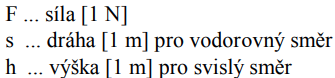 F ... síla [1 N]
s ... dráha [1 m] pro vodorovný směr
h ... výška [1 m] pro svislý směr